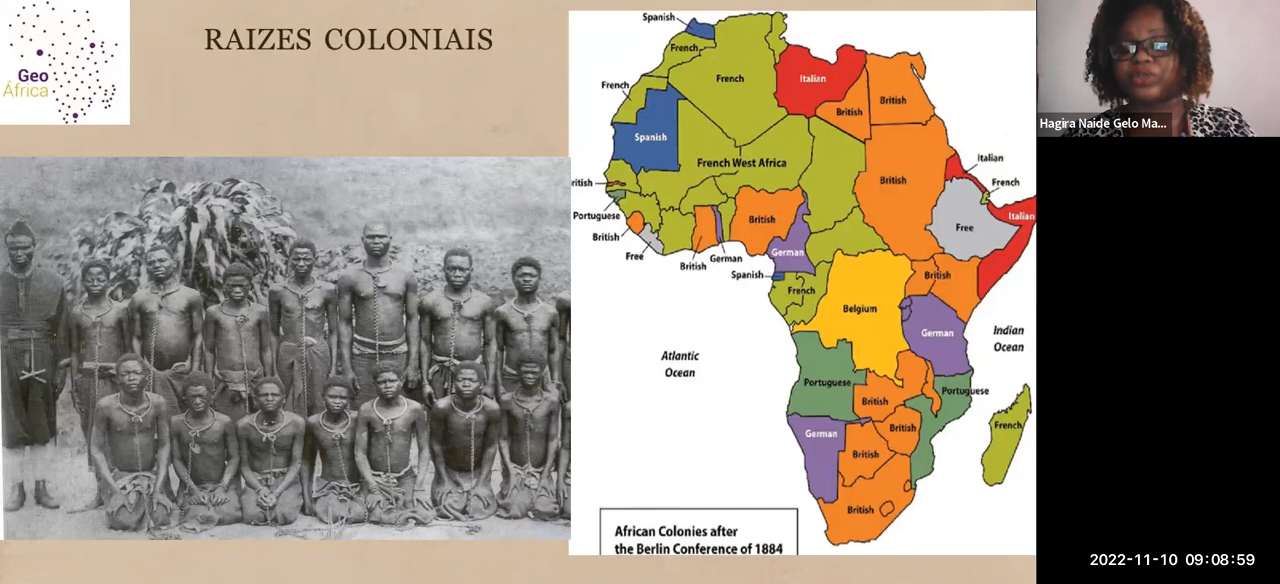 Geo
África
RAIZES COLONIAIS
Spanish
French
French
French
Italian
British
British
Spanish
French West Africa
British
Italian
French
Italian
Free
ritish
Portuguese
British
Free
British
German
British
German
Spanish
French
Belgium
British
German
Indian
Ocean
Atlantic
Ocean
Portuguese
British
Portuguese
British
German
British
French
British
African Colonies after
the Berlin Conference of 1884
Hagira Naide Gelo Ma...
2022-11-10 09:08:59